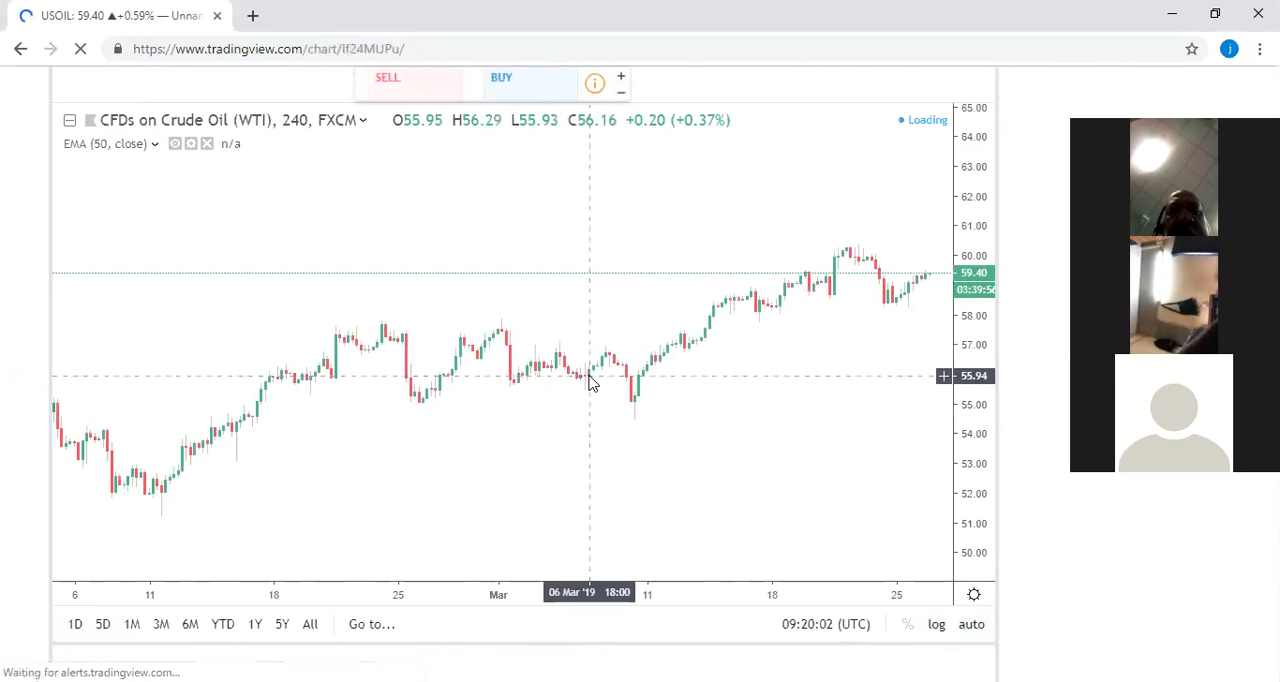 USOIL: 59.40 ▲+0.59% — Unnar
https://www.tradingview.com/chart/lf24MUPu/
j
SELL
BUY
+
−
CFDs on Crude Oil (WTI), 240, FXCM O55.95 H56.29 L55.93 C56.16 +0.20 (+0.37%)
Loading
EMA (50, close) n/a
65.00
64.00
63.00
62.00
61.00
60.00
59.40
03:39:56
58.00
57.00
55.94
55.00
54.00
53.00
52.00
51.00
50.00
6 11 18 25 Mar 06 Mar '19 18:00 11 18 25
1D 5D 1M 3M 6M YTD 1Y 5Y All Go to... 09:20:02 (UTC) % log auto
Waiting for alerts.tradingview.com...